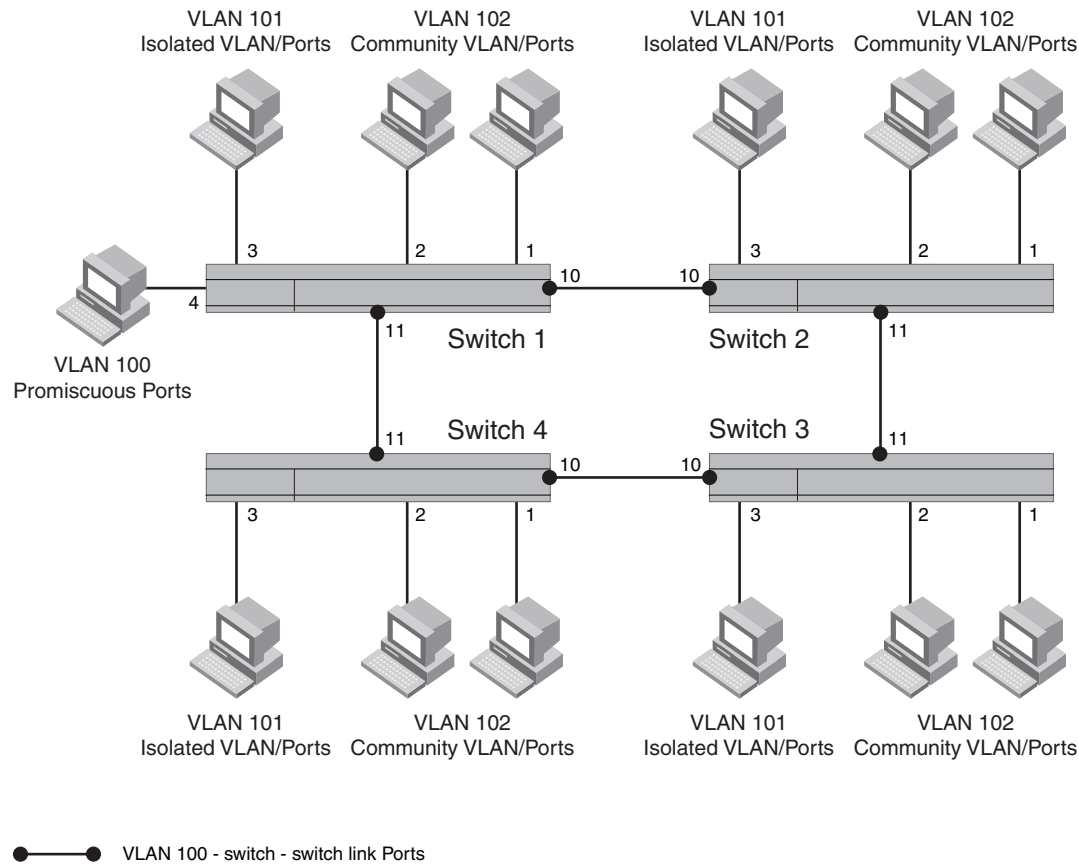 VLAN 101
Isolated VLAN/Ports
VLAN 102
Community VLAN/Ports
VLAN 101
Isolated VLAN/Ports
VLAN 102
Community VLAN/Ports
3
2
1
3
2
1
4
10
10
11
Switch 1
Switch 2
11
VLAN 100
Promiscuous Ports
11
Switch 4
Switch 3
11
10
10
3
2
1
3
2
1
VLAN 101
Isolated VLAN/Ports
VLAN 102
Community VLAN/Ports
VLAN 101
Isolated VLAN/Ports
VLAN 102
Community VLAN/Ports
VLAN 100 - switch - switch link Ports